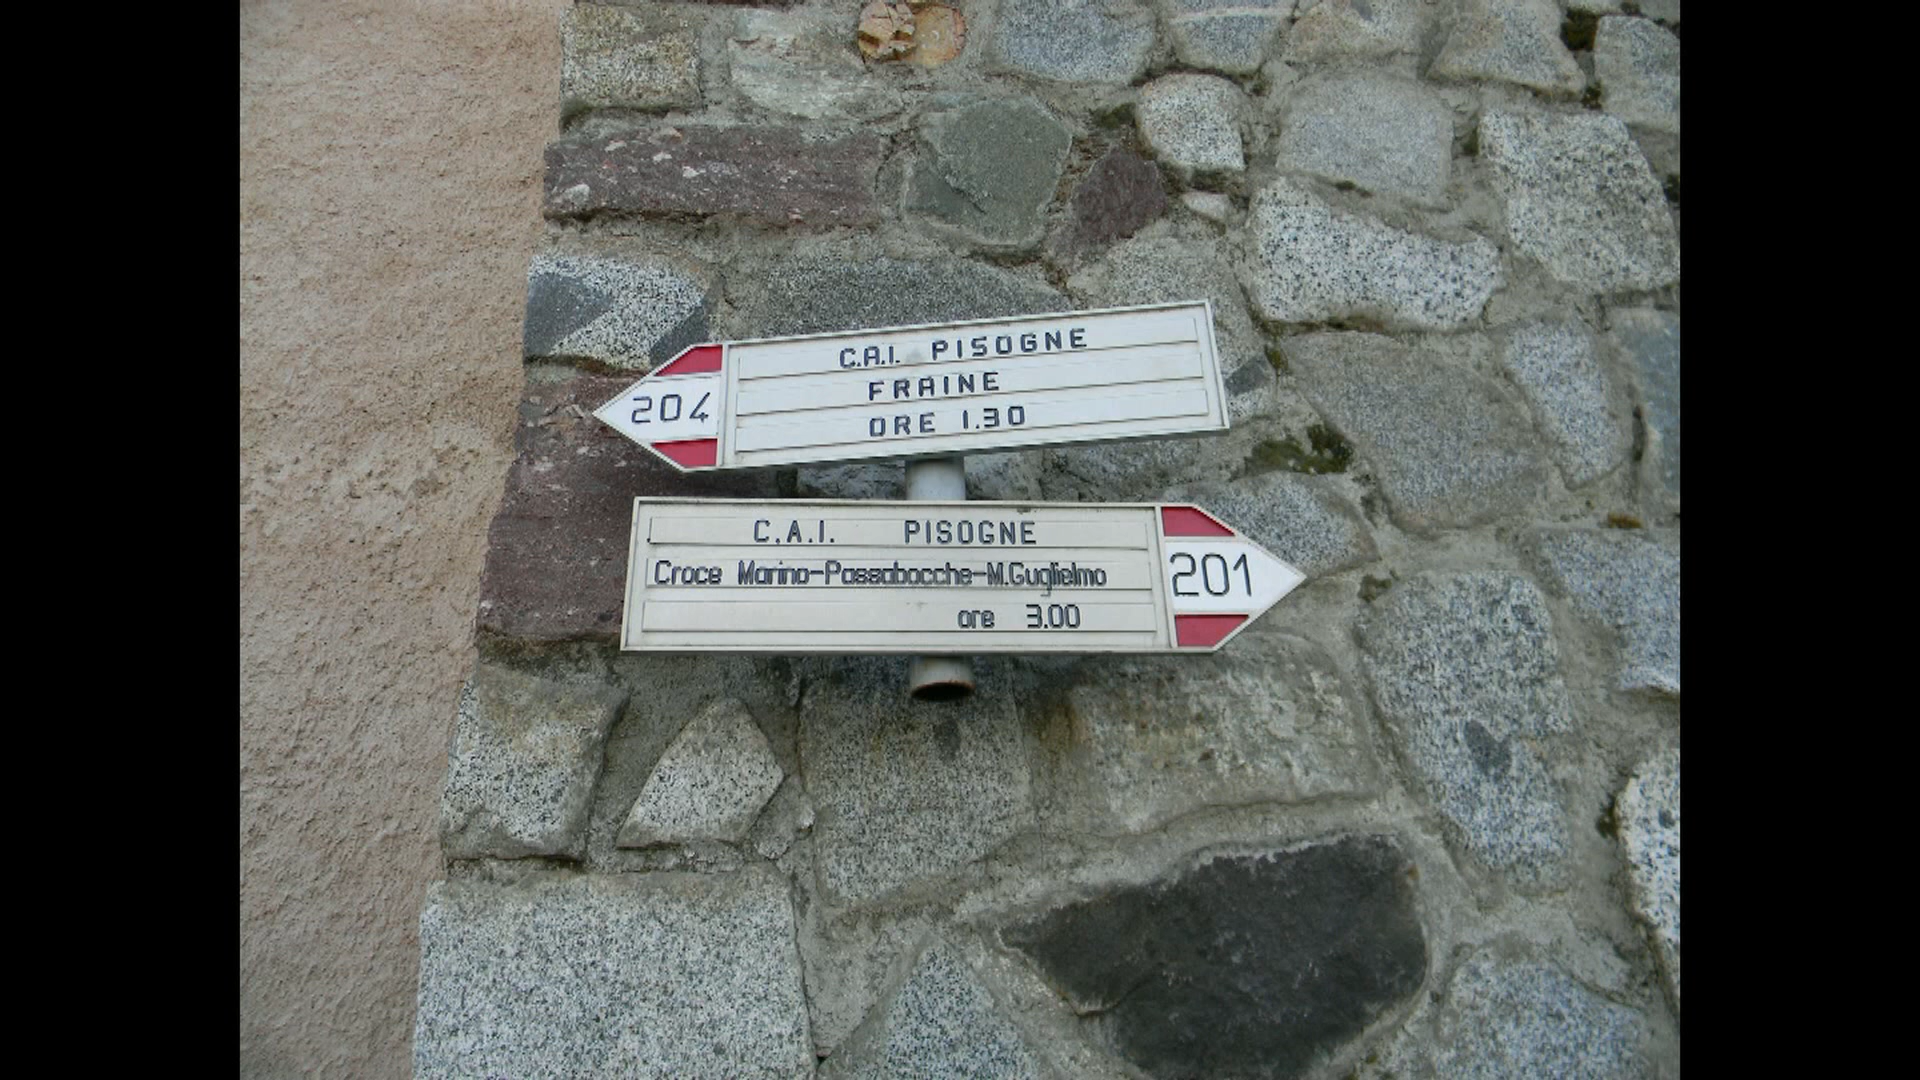 C.A.I. PISOGNE
FRAINE
204
ORE 1.30
C.A.I. PISOGNE
Croce Marino-Passabocche-M.Guglielmo
201
ore 3.00